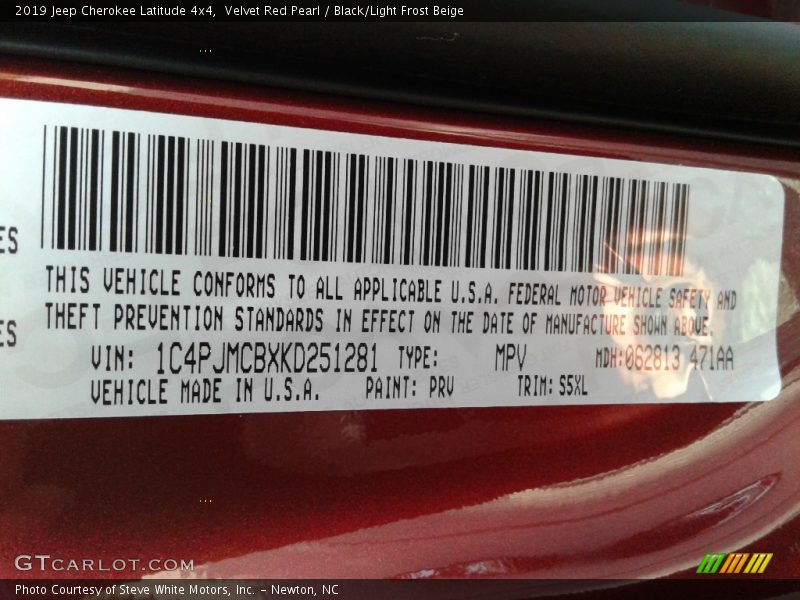 2019 Jeep Cherokee Latitude 4x4,  Velvet Red Pearl / Black/Light Frost Beige
ES
THIS VEHICLE CONFORMS TO ALL APPLICABLE U.S.A. FEDERAL MOTOR VEHICLE SAFETY AND
ES
THEFT PREVENTION STANDARDS IN EFFECT ON THE DATE OF MANUFACTURE SHOWN ABOVE.
VIN: 1C4PJMCBXKD251281 TYPE: MPV MDH:062813 471AA
VEHICLE MADE IN U.S.A. PAINT: PRV TRIM: S5XL
GTCARLOT.COM
Photo Courtesy of Steve White Motors, Inc. – Newton, NC